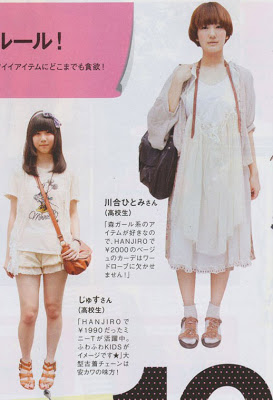 ルール!
イイアイテムにどこまでも貪欲!
川合ひとみさん
(高校生)
「森ガール系のア
イテムが好きなの
で、HANJIROで
¥2000のベージ
ュのカーデはワー
ドローブに欠かせ
ません!」
じゅすさん
(高校生)
「HANJIROで
¥1990だったミ
ニーTが活躍中。
ふわふわKIDSが
イメージです★大
型古着チェーンは
安カワの味方!